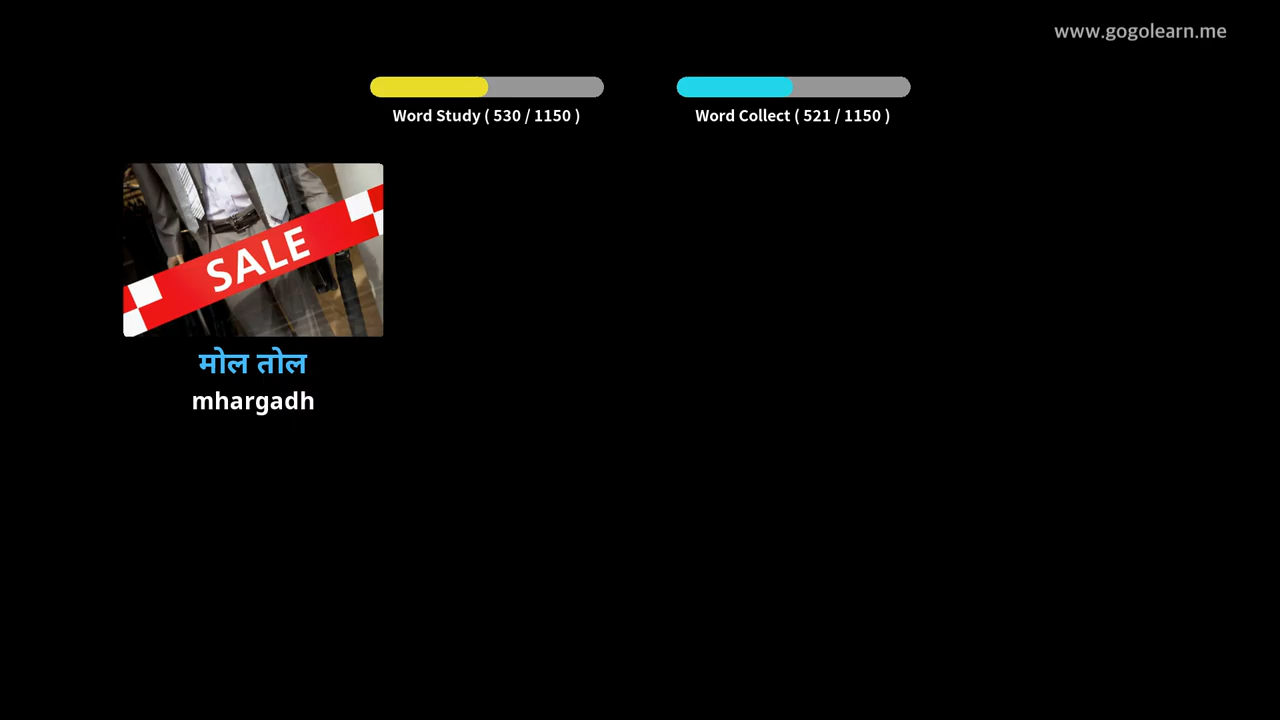 www.gogolearn.me
Word Study ( 530 / 1150 )
Word Collect ( 521 / 1150 )
SALE
मोल तोल
mhargadh